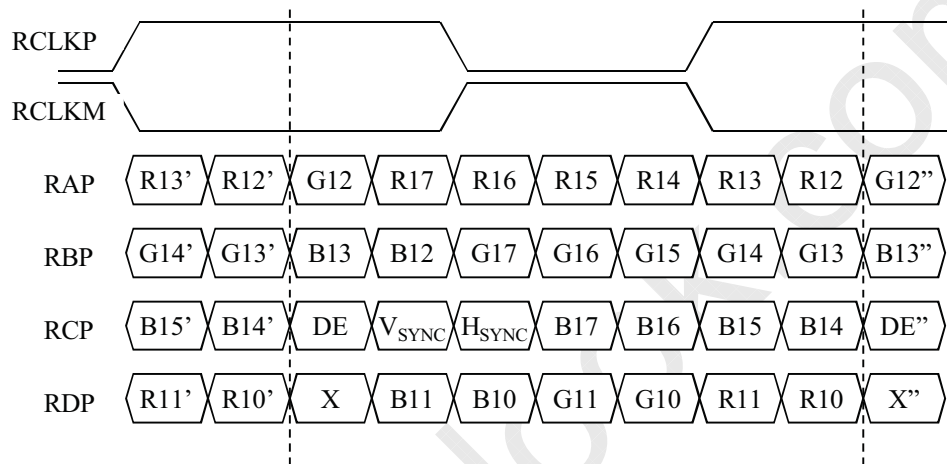 RCLKP
RCLKM
RAP R13’ R12’ G12 R17 R16 R15 R14 R13 R12 G12”
RBP G14’ G13’ B13 B12 G17 G16 G15 G14 G13 B13”
RCP B15’ B14’ DE VSYNC HSYNC B17 B16 B15 B14 DE”
RDP R11’ R10’ X B11 B10 G11 G10 R11 R10 X”